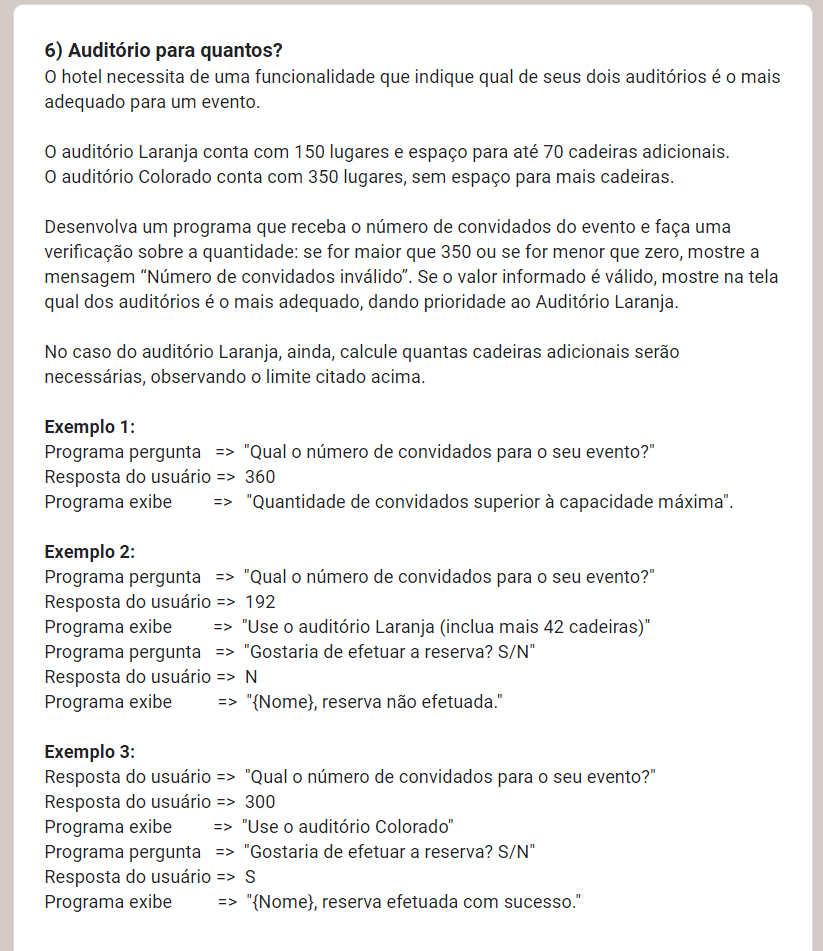 6) Auditório para quantos?
O hotel necessita de uma funcionalidade que indique qual de seus dois auditórios é o mais
adequado para um evento.
O auditório Laranja conta com 150 lugares e espaço para até 70 cadeiras adicionais.
O auditório Colorado conta com 350 lugares, sem espaço para mais cadeiras.
Desenvolva um programa que receba o número de convidados do evento e faça uma
verificação sobre a quantidade: se for maior que 350 ou se for menor que zero, mostre a
mensagem “Número de convidados inválido”. Se o valor informado é válido, mostre na tela
qual dos auditórios é o mais adequado, dando prioridade ao Auditório Laranja.
No caso do auditório Laranja, ainda, calcule quantas cadeiras adicionais serão
necessárias, observando o limite citado acima.
Exemplo 1:
Programa pergunta => "Qual o número de convidados para o seu evento?"
Resposta do usuário => 360
Programa exibe => "Quantidade de convidados superior à capacidade máxima".
Exemplo 2:
Programa pergunta => "Qual o número de convidados para o seu evento?"
Resposta do usuário => 192
Programa exibe => "Use o auditório Laranja (inclua mais 42 cadeiras)"
Programa pergunta => "Gostaria de efetuar a reserva? S/N"
Resposta do usuário => N
Programa exibe => "{Nome}, reserva não efetuada."
Exemplo 3:
Resposta do usuário => "Qual o número de convidados para o seu evento?"
Resposta do usuário => 300
Programa exibe => "Use o auditório Colorado"
Programa pergunta => "Gostaria de efetuar a reserva? S/N"
Resposta do usuário => S
Programa exibe => "{Nome}, reserva efetuada com sucesso."